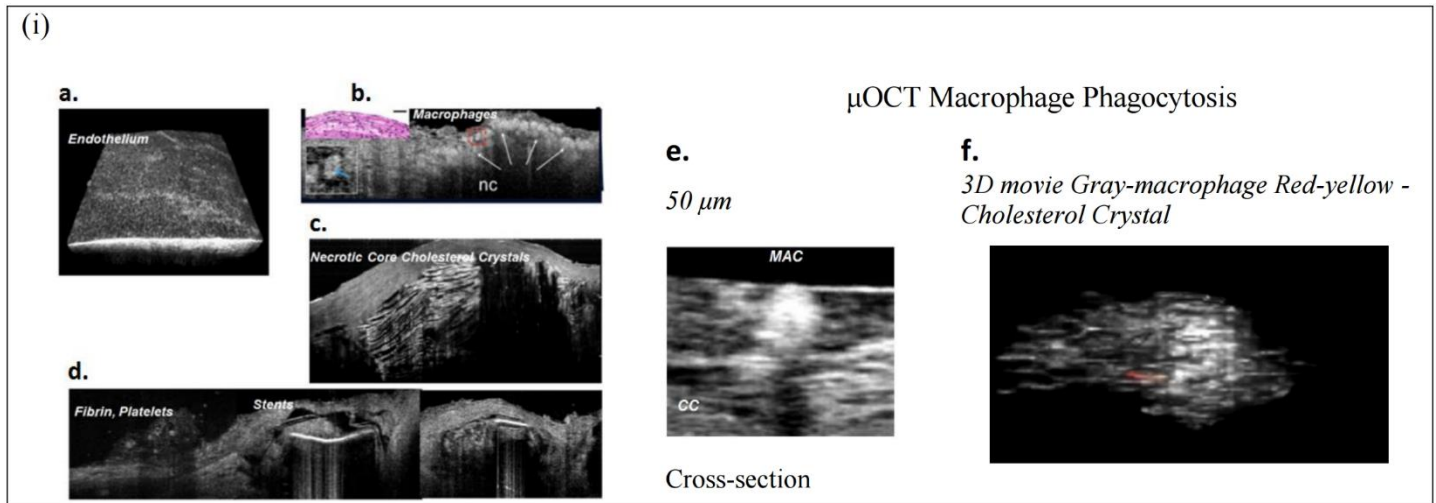 (i)
a.
Endothelium
b.
Macrophages
nc
c.
Necrotic Core Cholesterol Crystals
d.
Fibrin, Platelets
Stents
μOCT Macrophage Phagocytosis
e.
50 μm
MAC
CC
Cross-section
f.
3D movie Gray-macrophage Red-yellow -
Cholesterol Crystal